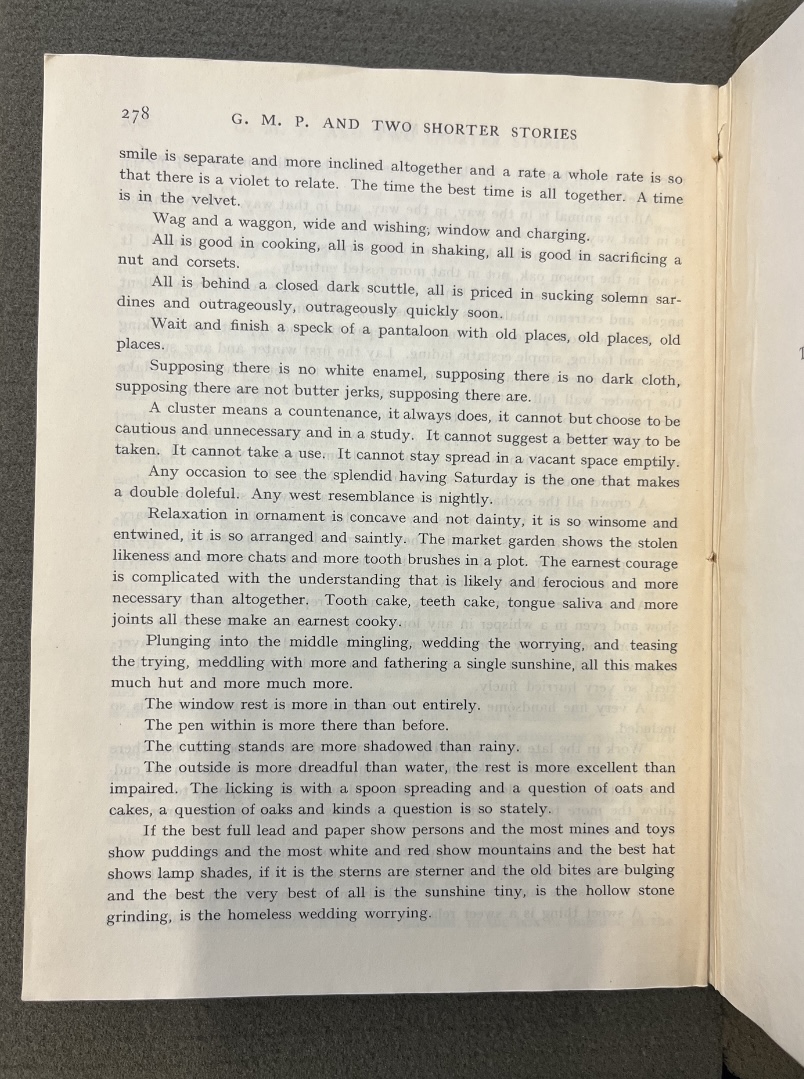 278
G. M. P. AND TWO SHORTER STORIES
smile is separate and more inclined altogether and a rate a whole rate is so
that there is a violet to relate. The time the best time is all together. A time
is in the velvet.
Wag and a waggon, wide and wishing; window and charging.
All is good in cooking, all is good in shaking, all is good in sacrificing a
nut and corsets.
All is behind a closed dark scuttle, all is priced in sucking solemn sar-
dines and outrageously, outrageously quickly soon.
Wait and finish a speck of a pantaloon with old places, old places, old
places.
Supposing there is no white enamel, supposing there is no dark cloth,
supposing there are not butter jerks, supposing there are.
A cluster means a countenance, it always does, it cannot but choose to be
cautious and unnecessary and in a study. It cannot suggest a better way to be
taken. It cannot take a use. It cannot stay spread in a vacant space emptily.
Any occasion to see the splendid having Saturday is the one that makes
a double doleful. Any west resemblance is nightly.
Relaxation in ornament is concave and not dainty, it is so winsome and
entwined, it is so arranged and saintly. The market garden shows the stolen
likeness and more chats and more tooth brushes in a plot. The earnest courage
is complicated with the understanding that is likely and ferocious and more
necessary than altogether. Tooth cake, teeth cake, tongue saliva and more
joints all these make an earnest cooky.
Plunging into the middle mingling, wedding the worrying, and teasing
the trying, meddling with more and fathering a single sunshine, all this makes
much hut and more much more.
The window rest is more in than out entirely.
The pen within is more there than before.
The cutting stands are more shadowed than rainy.
The outside is more dreadful than water, the rest is more excellent than
impaired. The licking is with a spoon spreading and a question of oats and
cakes, a question of oaks and kinds a question is so stately.
If the best full lead and paper show persons and the most mines and toys
show puddings and the most white and red show mountains and the best hat
shows lamp shades, if it is the sterns are sterner and the old bites are bulging
and the best the very best of all is the sunshine tiny, is the hollow stone
grinding, is the homeless wedding worrying.